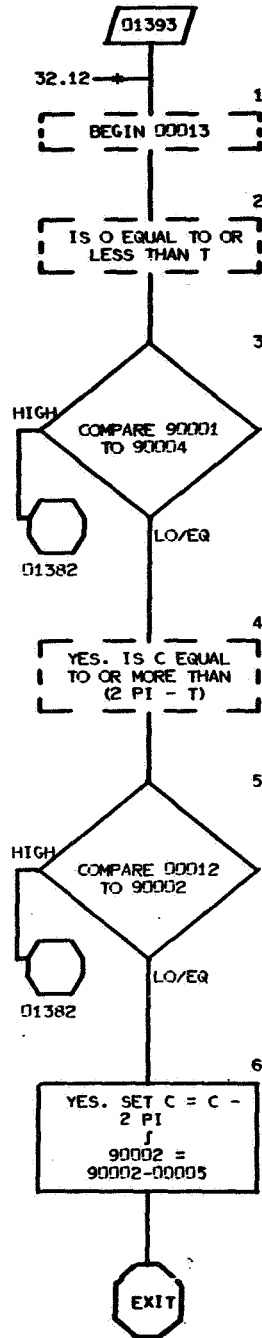 01393
32.12
1
BEGIN 00013
2
IS O EQUAL TO OR
LESS THAN T
3
HIGH
COMPARE 90001
TO 90004
01382
LO/EQ
4
YES. IS C EQUAL
TO OR MORE THAN
(2 PI - T)
5
HIGH
COMPARE 00012
TO 90002
01382
LO/EQ
6
YES. SET C = C -
2 PI
∫
90002 =
90002-00005
EXIT